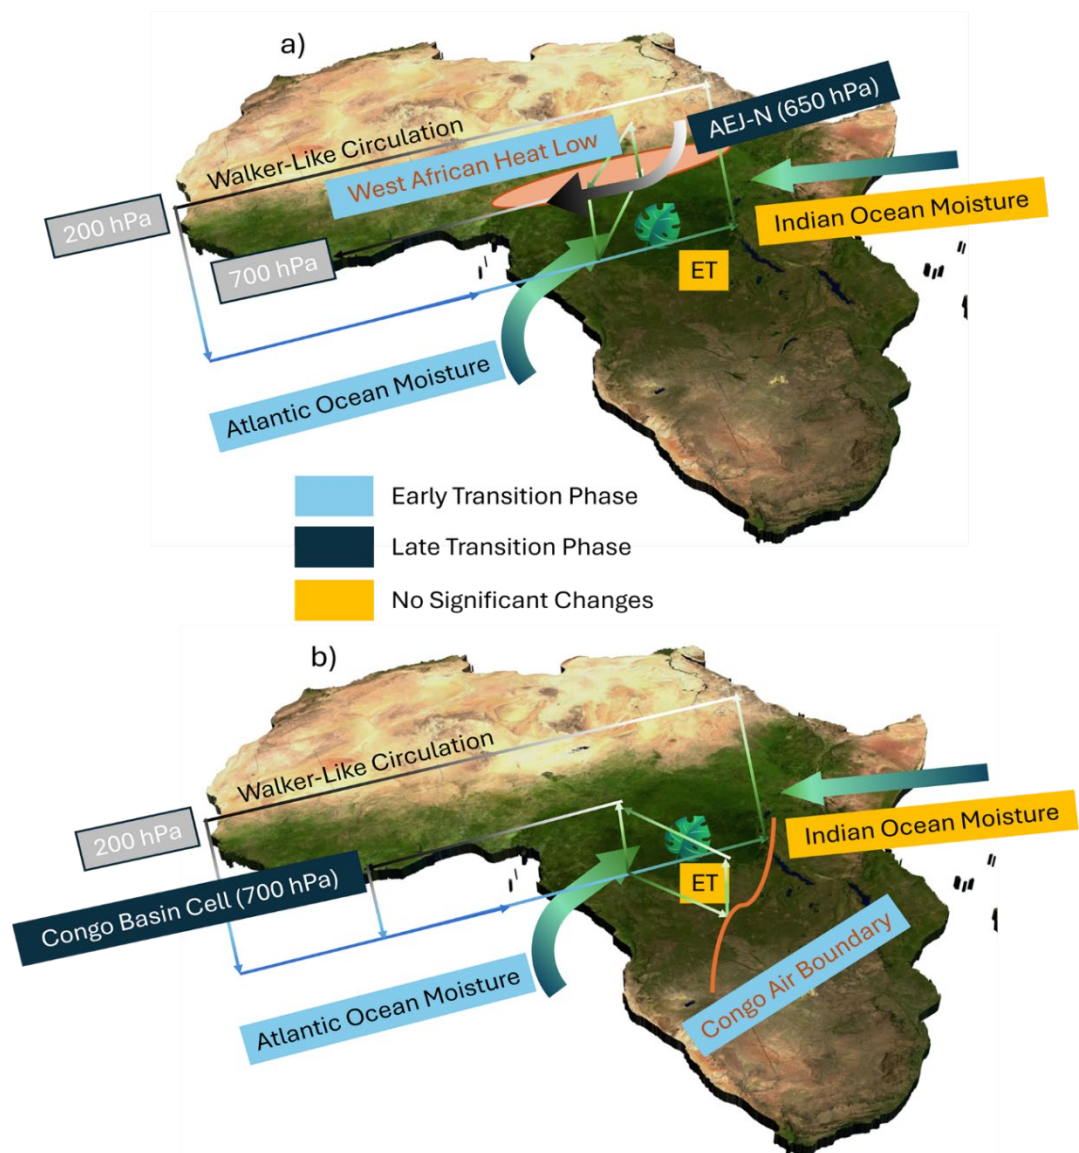 a)
AEJ-N (650 hPa)
Walker-Like Circulation
West African Heat Low
200 hPa
Indian Ocean Moisture
700 hPa
ET
Atlantic Ocean Moisture
Early Transition Phase
Late Transition Phase
No Significant Changes
b)
Walker-Like Circulation
200 hPa
Indian Ocean Moisture
ET
Congo Basin Cell (700 hPa)
Congo Air Boundary
Atlantic Ocean Moisture